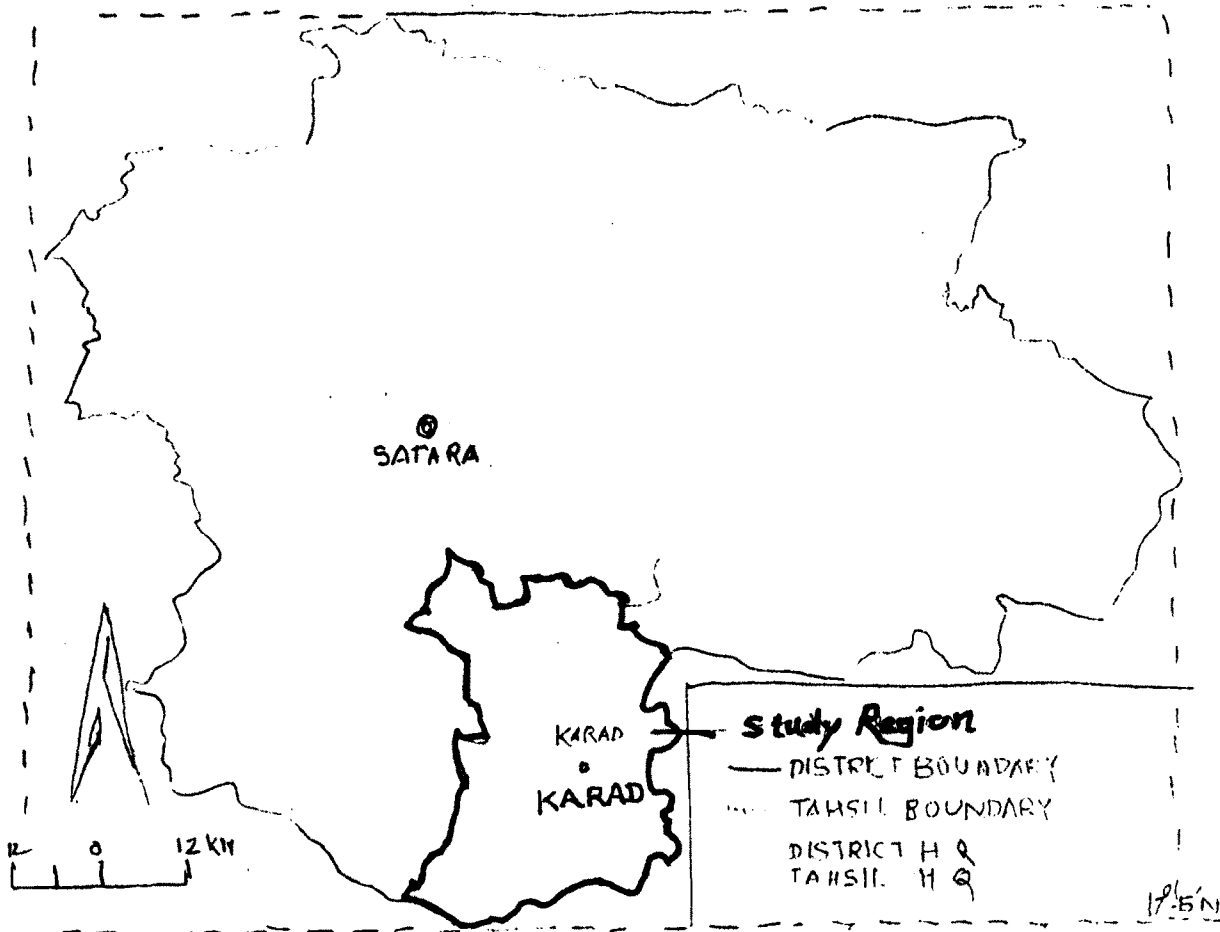 SATARA
KARAD
KARAD
Study Region
DISTRICT BOUNDARY
TAHSIL BOUNDARY
DISTRICT H Q
TAHSIL H Q
12 0 12 KM